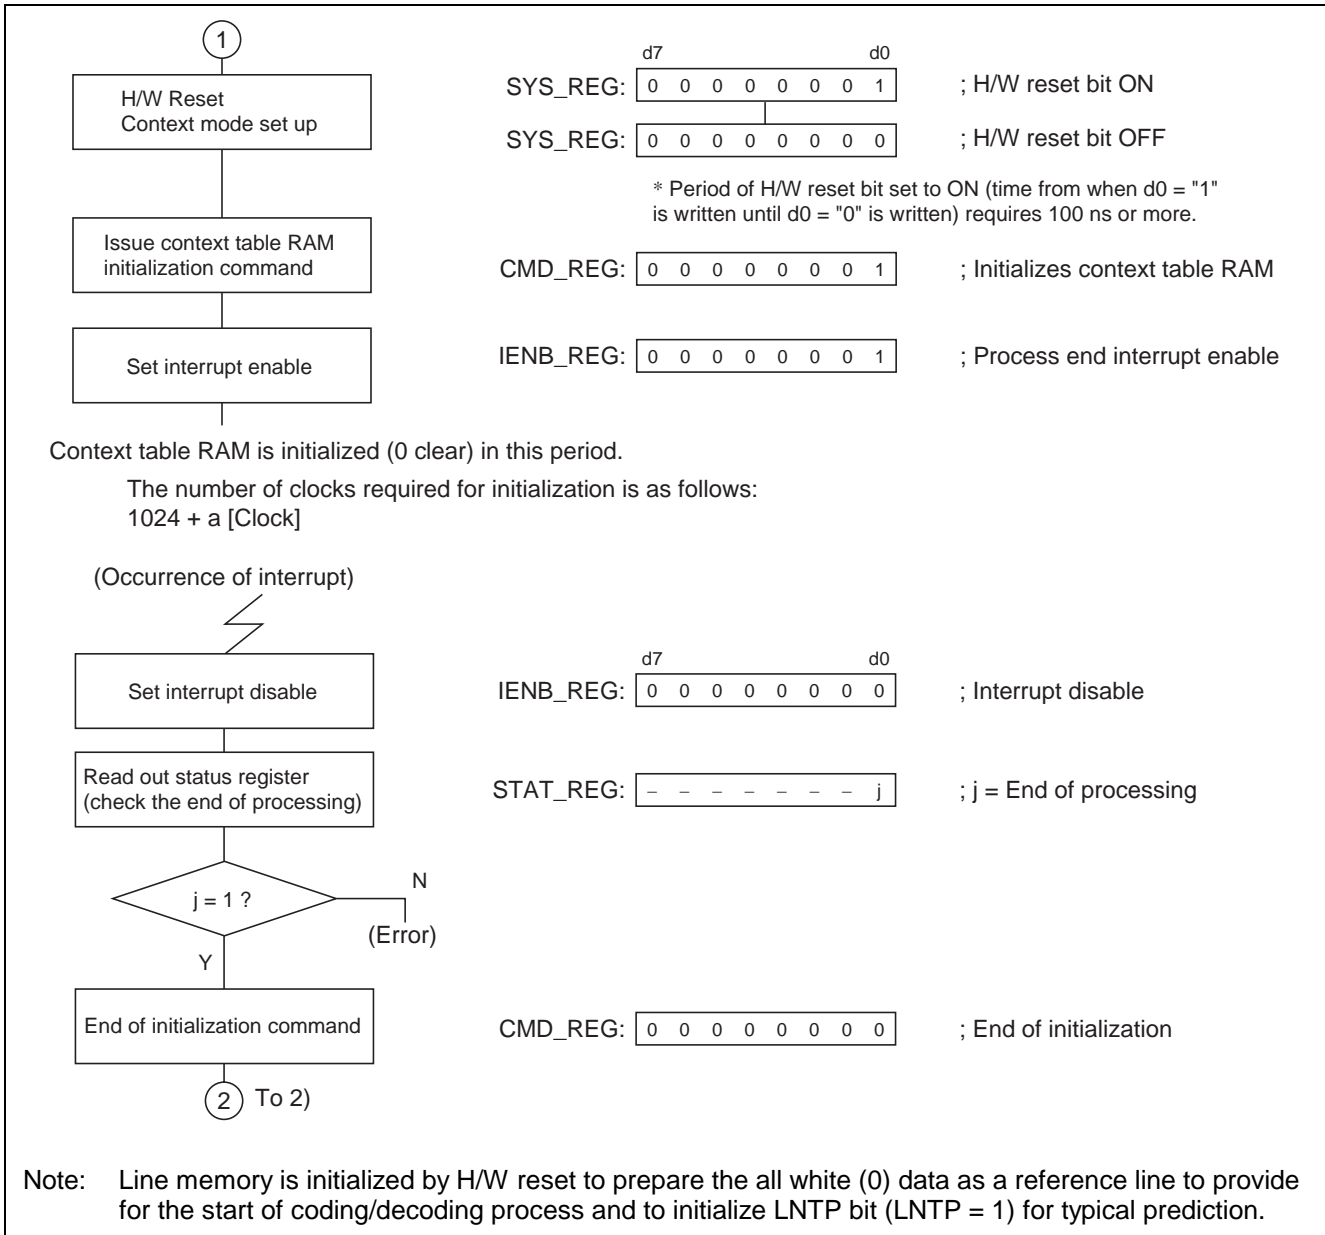 1
d7 d0
H/W Reset
Context mode set up
SYS_REG: 0 0 0 0 0 0 0 1 ; H/W reset bit ON
SYS_REG: 0 0 0 0 0 0 0 0 ; H/W reset bit OFF
* Period of H/W reset bit set to ON (time from when d0 = "1"
is written until d0 = "0" is written) requires 100 ns or more.
Issue context table RAM
initialization command
CMD_REG: 0 0 0 0 0 0 0 1 ; Initializes context table RAM
Set interrupt enable
IENB_REG: 0 0 0 0 0 0 0 1 ; Process end interrupt enable
Context table RAM is initialized (0 clear) in this period.
The number of clocks required for initialization is as follows:
1024 + a [Clock]
(Occurrence of interrupt)
d7 d0
Set interrupt disable
IENB_REG: 0 0 0 0 0 0 0 0 ; Interrupt disable
Read out status register
(check the end of processing)
STAT_REG: – – – – – – – j ; j = End of processing
j = 1 ?
N
(Error)
Y
End of initialization command
CMD_REG: 0 0 0 0 0 0 0 0 ; End of initialization
2 To 2)
Note: Line memory is initialized by H/W reset to prepare the all white (0) data as a reference line to provide
for the start of coding/decoding process and to initialize LNTP bit (LNTP = 1) for typical prediction.